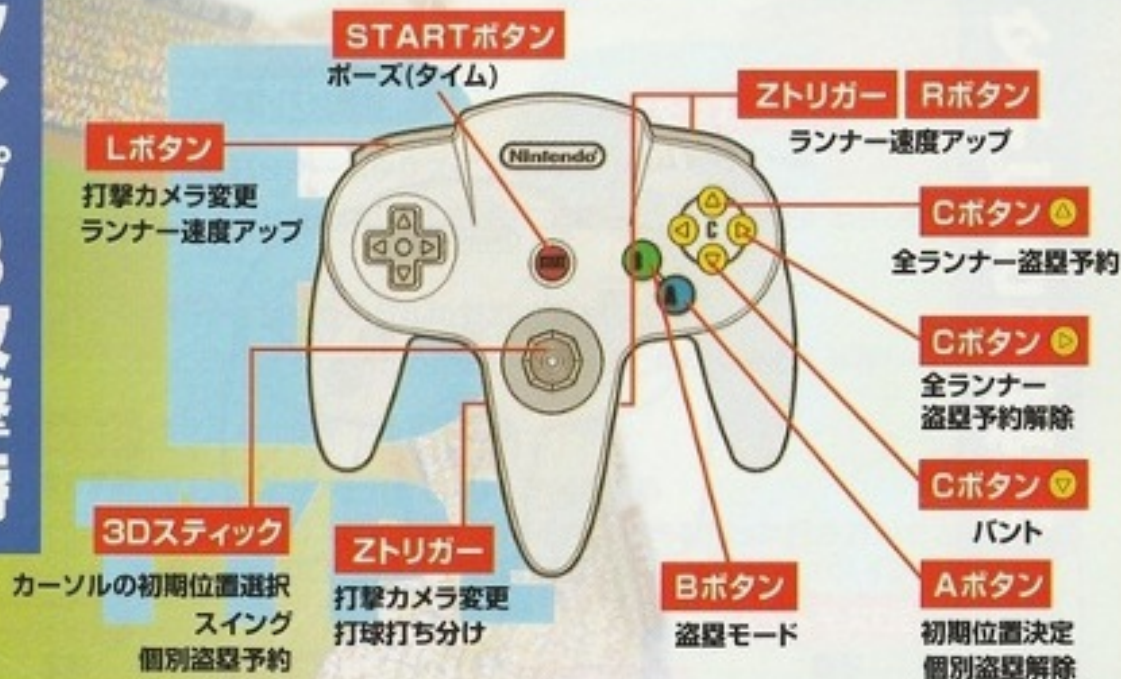 STARTボタン
ポーズ(タイム)
Zトリガー Rボタン
ランナー速度アップ
Lボタン
打撃カメラ変更
ランナー速度アップ
Nintendo
Cボタン
全ランナー盗塁予約
C
Cボタン
全ランナー
盗塁予約解除
Cボタン
バント
3Dスティック
カーソルの初期位置選択
スイング
個別盗塁予約
Zトリガー
打撃カメラ変更
打球打ち分け
Bボタン
盗塁モード
Aボタン
初期位置決定
個別盗塁解除